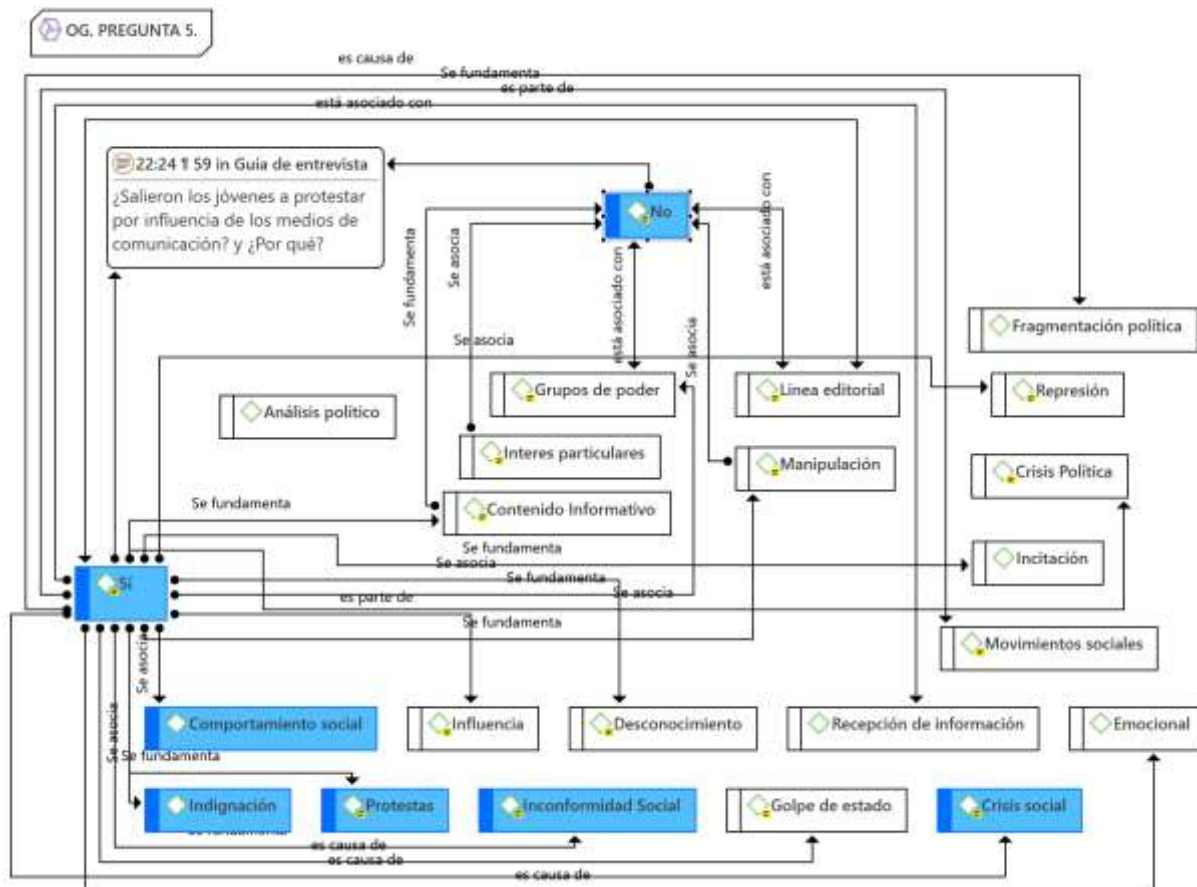 OG. PREGUNTA 5.
es causa de
Se fundamenta
es parte de
está asociado con
22:24 ¶ 59 in Guía de entrevista
¿Salieron los jóvenes a protestar
por influencia de los medios de
comunicación? y ¿Por qué?
No
Se fundamenta
Se asocia
está asociado con
está asociado con
Se asocia
Se asocia
Fragmentación política
Grupos de poder
Linea editorial
Represión
Análisis político
Interes particulares
Manipulación
Crisis Política
Se fundamenta
Contenido Informativo
Se fundamenta
Se asocia
Incitación
Si
Se fundamenta
Se asocia
es parte de
Se fundamenta
Se asocia
Movimientos sociales
Comportamiento social
Influencia
Desconocimiento
Recepción de información
Emocional
Se asocia
Se fundamenta
Indignación
Protestas
Inconformidad Social
Golpe de estado
Crisis social
Se fundamenta
es causa de
es causa de
es causa de